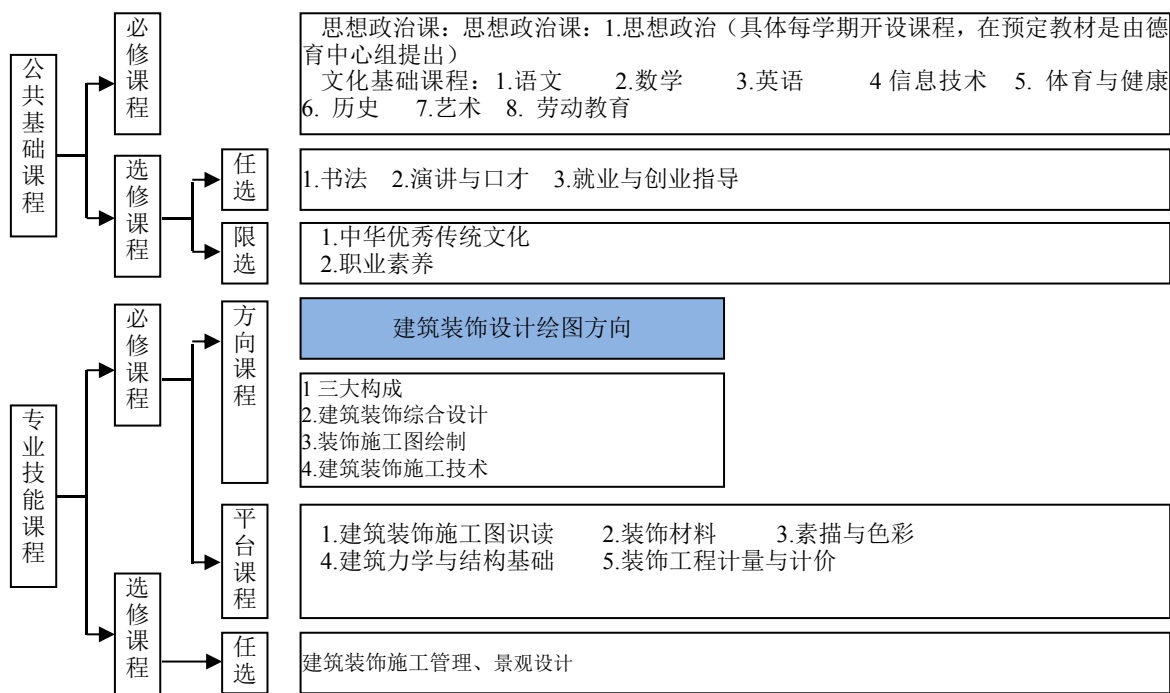 公共基础课程
必修课程
思想政治课：思想政治课：1.思想政治（具体每学期开设课程，在预定教材是由德
育中心组提出）
文化基础课程：1.语文 2.数学 3.英语 4 信息技术 5. 体育与健康
6. 历史 7.艺术 8. 劳动教育
选修课程
任选
1.书法 2.演讲与口才 3.就业与创业指导
限选
1.中华优秀传统文化
2.职业素养
专业技能课程
必修课程
方向课程
建筑装饰设计绘图方向
1 三大构成
2.建筑装饰综合设计
3.装饰施工图绘制
4.建筑装饰施工技术
平台课程
1.建筑装饰施工图识读 2.装饰材料 3.素描与色彩
4.建筑力学与结构基础 5.装饰工程计量与计价
选修课程
任选
建筑装饰施工管理、景观设计